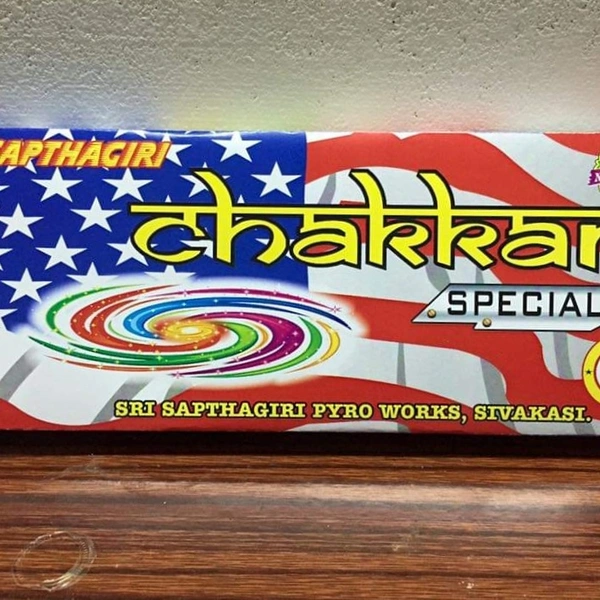 SAPTHAGIRI
chakkar
SPECIAL
SRI SAPTHAGIRI PYRO WORKS, SIVAKASI.